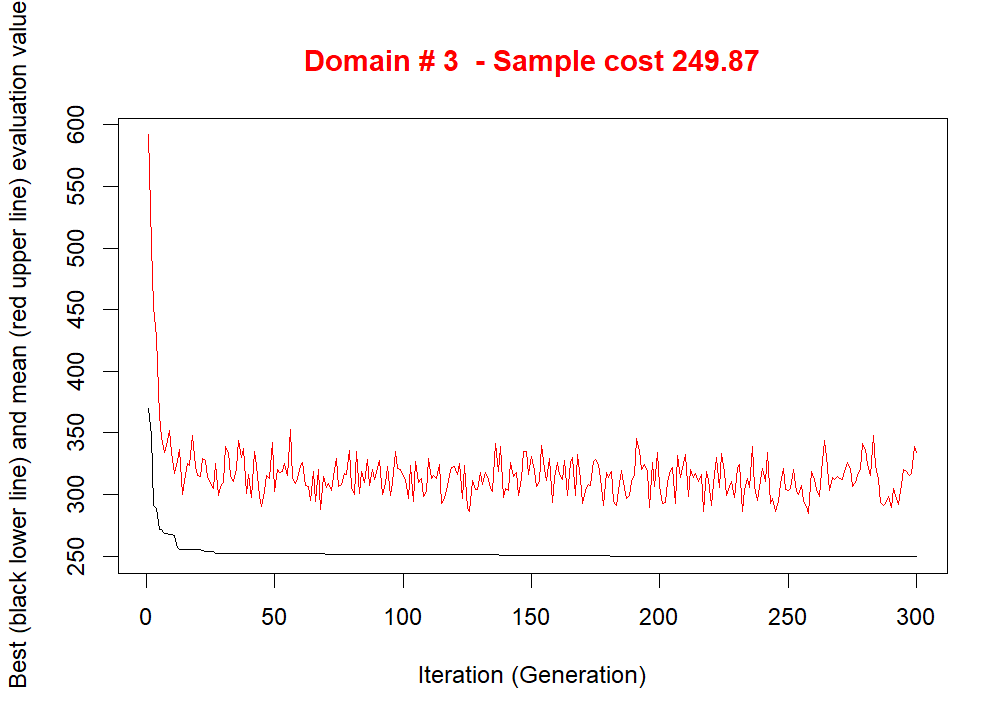 Domain # 3  - Sample cost 249.87
Best (black lower line) and mean (red upper line) evaluation value
600
550
500
450
400
350
300
250
0 50 100 150 200 250 300
Iteration (Generation)